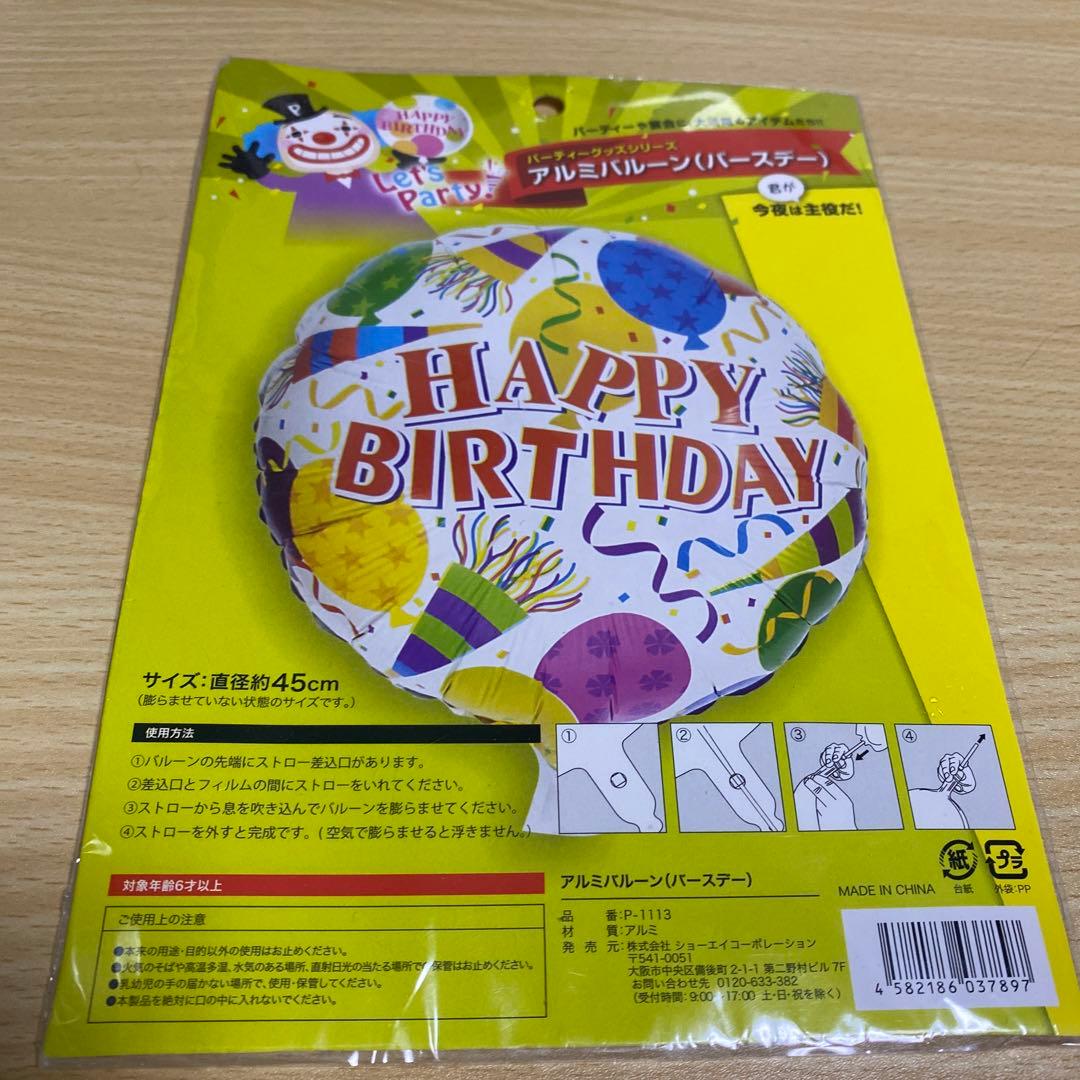 P
HAPPY
BIRTHDAY
Let's
Party!
パーティーや宴会に大活躍のアイテムたち!!
パーティーグッズシリーズ
アルミバルーン(バースデー)
君が
今夜は主役だ!
HAPPY
BIRTHDAY
サイズ:直径約45cm
(膨らませていない状態のサイズです。)
使用方法
①バルーンの先端にストロー差込口があります。
②差込口とフィルムの間にストローをいれてください。
③ストローから息を吹き込んでバルーンを膨らませてください。
④ストローを外すと完成です。(空気で膨らませると浮きません。)
① ② ③ ④
対象年齢6才以上
ご使用上の注意
●本来の用途・目的以外の使用はお止めください。
●火気のそばや高温多湿、水気のある場所、直射日光の当たる場所での保管はお止めください。
●乳幼児の手の届かない場所で、使用・保管してください。
●本製品を絶対に口の中に入れないでください。
アルミバルーン(バースデー)
品番:P-1113
材質:アルミ
発売元:株式会社 ショーエイコーポレーション
〒541-0051
大阪市中央区備後町2-1-1 第二野村ビル7F
お問い合わせ先 0120-633-382
(受付時間:9:00~17:00 土・日・祝を除く)
MADE IN CHINA
紙
台紙
プラ
外袋:PP
4 582186 037897